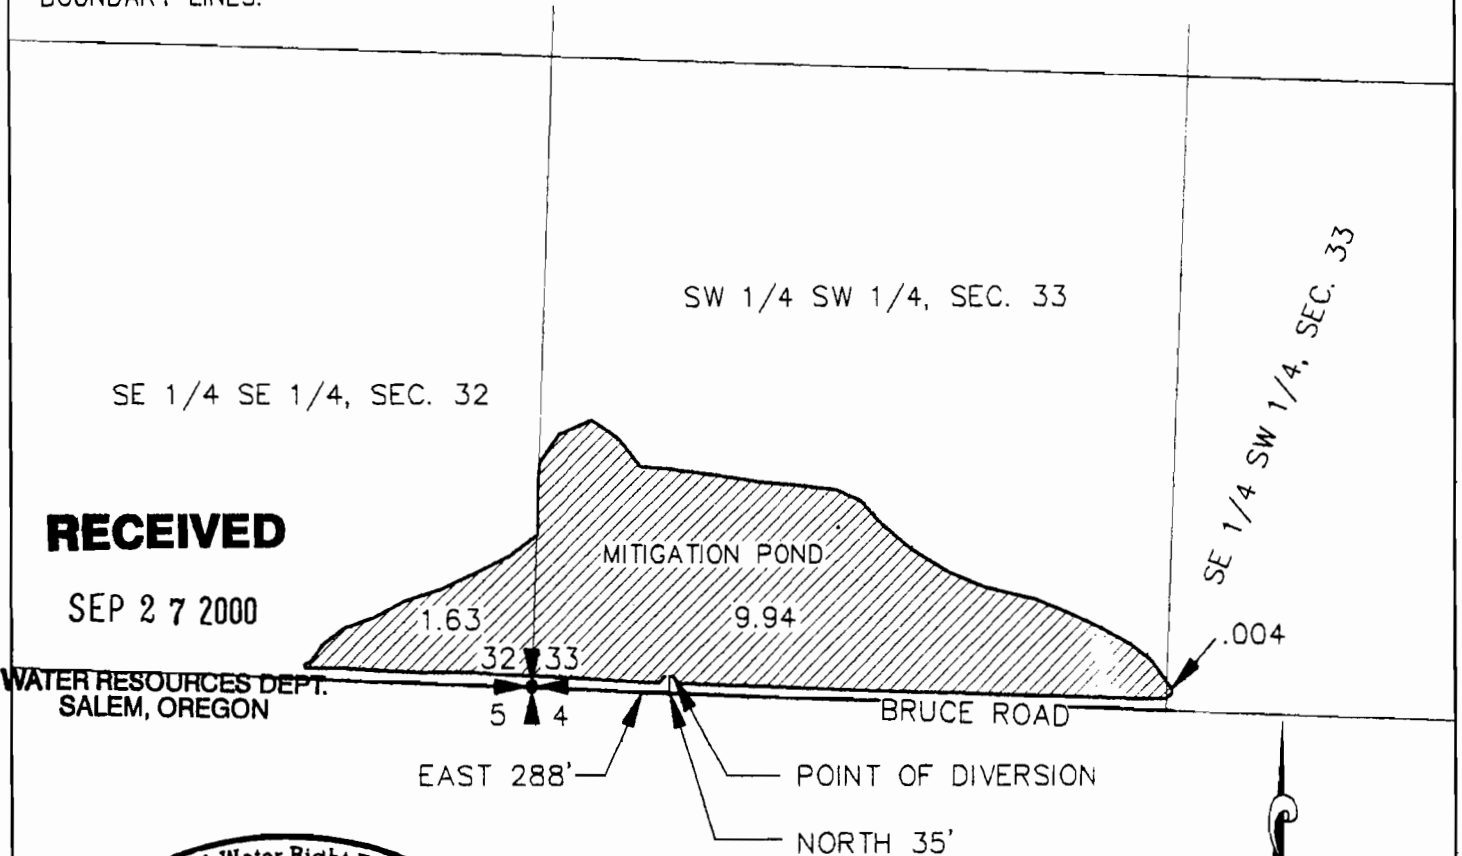 BOUNDARY LINES.
SW 1/4 SW 1/4, SEC. 33
SE 1/4 SW 1/4, SEC. 33
SE 1/4 SE 1/4, SEC. 32
RECEIVED
SEP 27 2000
WATER RESOURCES DEPT.
SALEM, OREGON
MITIGATION POND
1.63
9.94
.004
32 33
5 4
BRUCE ROAD
EAST 288'
POINT OF DIVERSION
NORTH 35'
Water Right